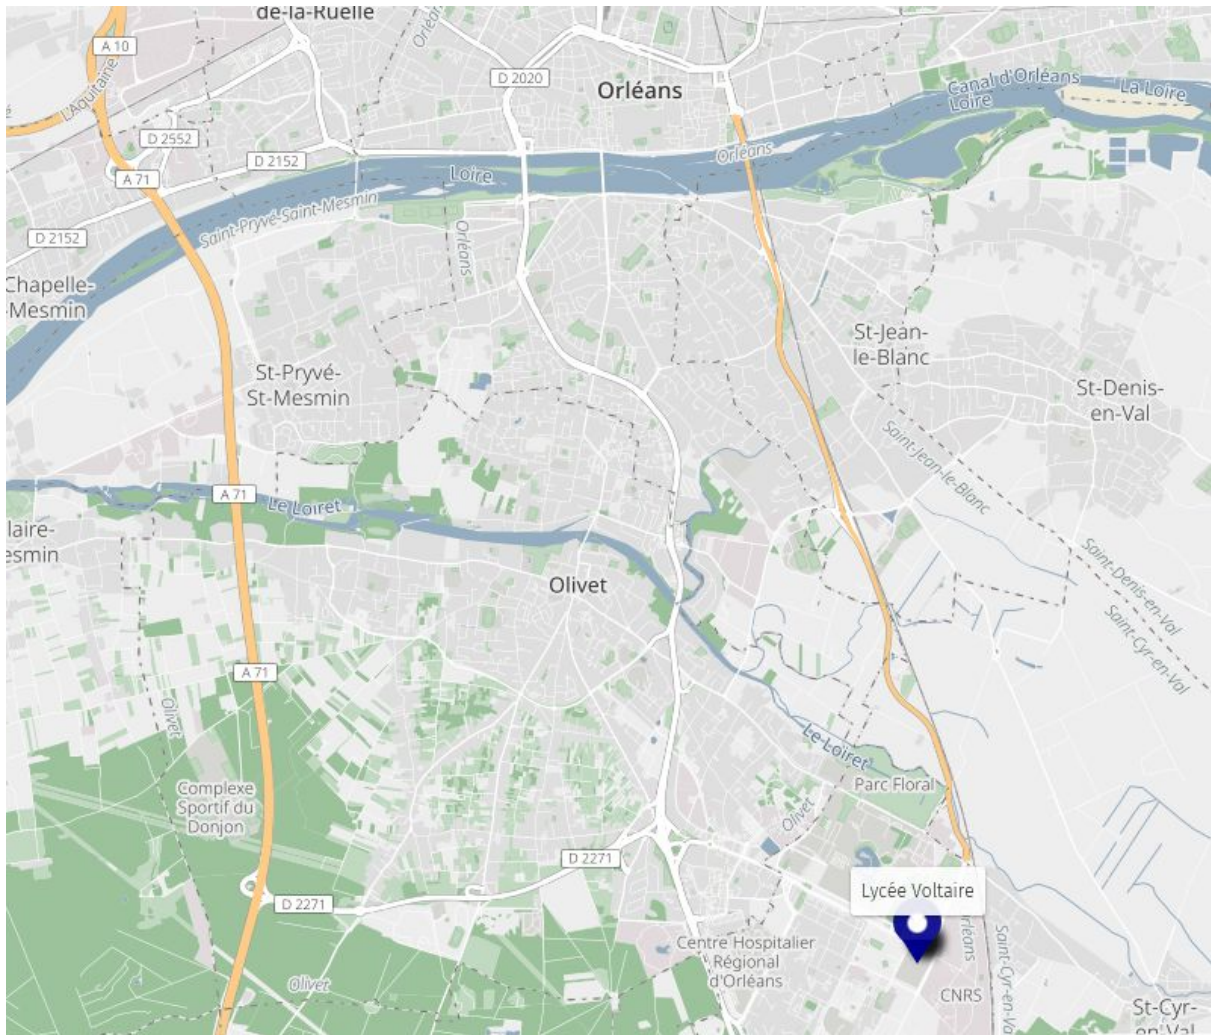 de-la-Ruelle
Orléans
A 10
L'Aquitaine
D 2020
Orléans
Canal d'Orléans
Loire
La Loire
D 2552
D 2152
Orléans
A 71
Loire
Saint-Pryvé-Saint-Mesmin
D 2152
Orléans
Chapelle-
-Mesmin
St-Jean-
le-Blanc
St-Pryvé-
St-Mesmin
St-Denis-
en-Val
Saint-Jean-le-Blanc
A 71
Le Loiret
laire-
esmin
Olivet
Saint-Denis-en-Val
Saint-Cyr-en-Val
A 71
Olivet
Le Loiret
Parc Floral
Complexe
Sportif du
Donjon
Olivet
D 2271
Lycée Voltaire
D 2271
Orléans
Centre Hospitalier
Régional
d'Orléans
Saint-Cyr-en-Va
Olivet
CNRS
St-Cyr-
en-Val